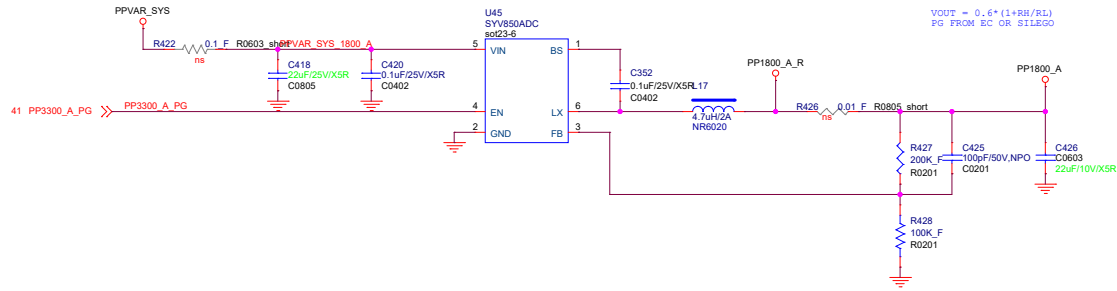 PPVAR_SYS
U45
SYV850ADC
sot23-6
VOUT = 0.6*(1+RH/RL)
PG FROM EC OR SILEGO
R422
0.1_F
R0603_short
ns
PPVAR_SYS_1800_A
5
VIN
BS
1
C418
22uF/25V/X5R
C0805
C420
0.1uF/25V/X5R
C0402
C352
0.1uF/25V/X5R
C0402
L17
4.7uH/2A
NR6020
PP1800_A_R
PP1800_A
R426
0.01_F
R0805_short
ns
41
PP3300_A_PG
PP3300_A_PG
4
EN
LX
6
2
GND
FB
3
R427
200K_F
R0201
C425
100pF/50V,NPO
C0201
C426
C0603
22uF/10V/X5R
R428
100K_F
R0201